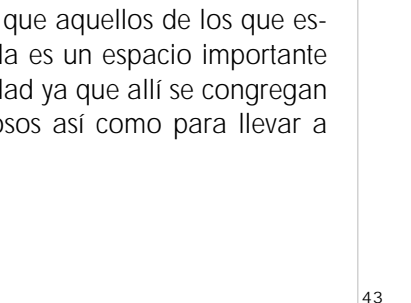 que aquellos de los que es-
la es un espacio importante
dad ya que allí se congregan
osos así como para llevar a
43